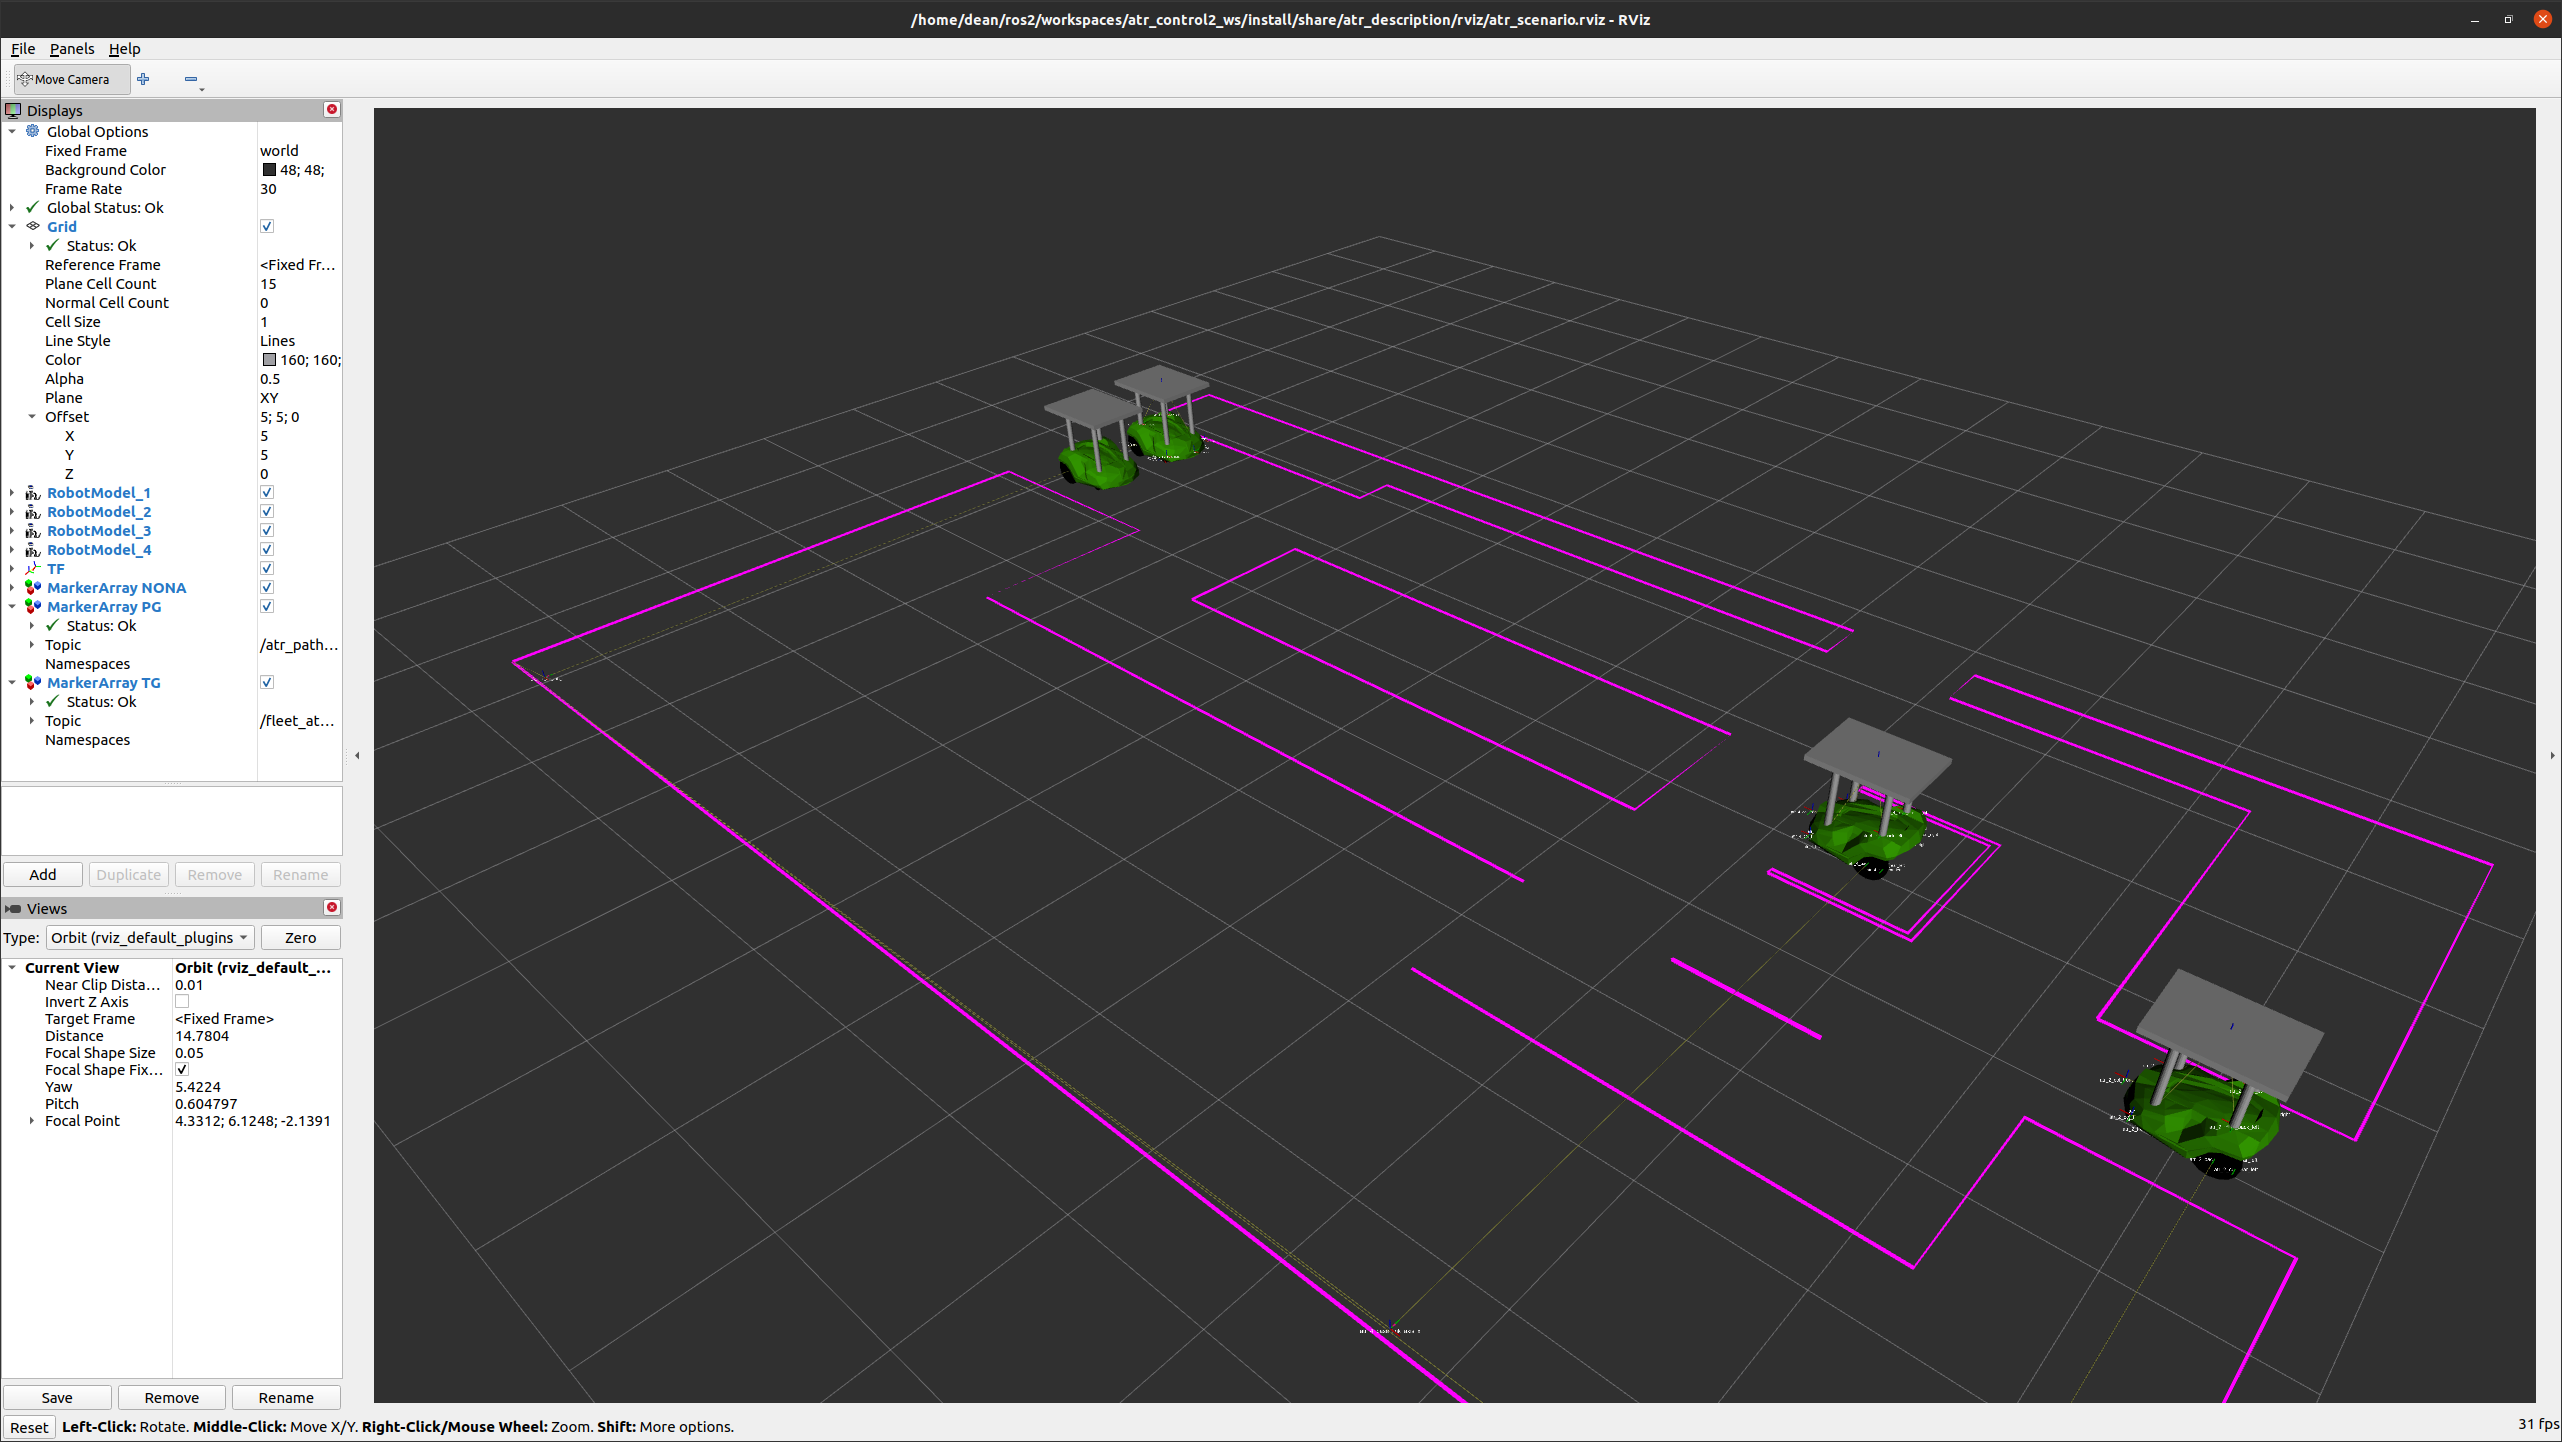 /home/dean/ros2/workspaces/atr_control2_ws/install/share/atr_description/rviz/atr_scenario.rviz - RViz
File Panels Help
Move Camera
Displays
Global Options
Fixed Frame world
Background Color 48; 48;
Frame Rate 30
Global Status: Ok
Grid
Status: Ok
Reference Frame <Fixed Fr...
Plane Cell Count 15
Normal Cell Count 0
Cell Size 1
Line Style Lines
Color 160; 160;
Alpha 0.5
Plane XY
Offset 5; 5; 0
X 5
Y 5
Z 0
RobotModel_1
RobotModel_2
RobotModel_3
RobotModel_4
TF
MarkerArray NONA
MarkerArray PG
Status: Ok
Topic /atr_path...
Namespaces
MarkerArray TG
Status: Ok
Topic /fleet_at...
Namespaces
Add Duplicate Remove Rename
Views
Type: Orbit (rviz_default_plugins Zero
Current View Orbit (rviz_default_...
Near Clip Dista... 0.01
Invert Z Axis
Target Frame <Fixed Frame>
Distance 14.7804
Focal Shape Size 0.05
Focal Shape Fix...
Yaw 5.4224
Pitch 0.604797
Focal Point 4.3312; 6.1248; -2.1391
Save Remove Rename
Reset Left-Click: Rotate. Middle-Click: Move X/Y. Right-Click/Mouse Wheel: Zoom. Shift: More options.
31 fps